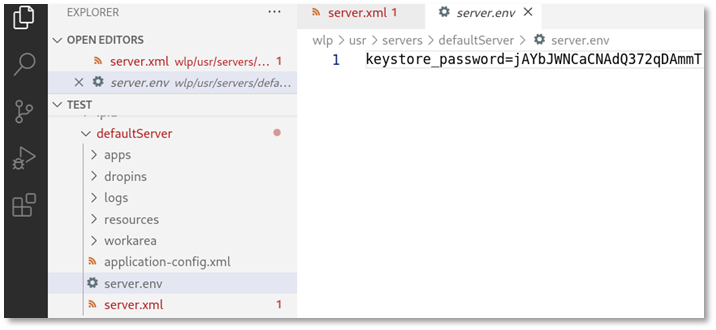 EXPLORER ...
OPEN EDITORS
server.xml wlp/usr/servers/... 1
server.env wlp/usr/servers/defa...
TEST
defaultServer
apps
dropins
logs
resources
workarea
application-config.xml
server.env
server.xml 1
server.xml 1
server.env
wlp > usr > servers > defaultServer > server.env
1 keystore_password=jAYbJWNCaCNAdQ372qDAmmT